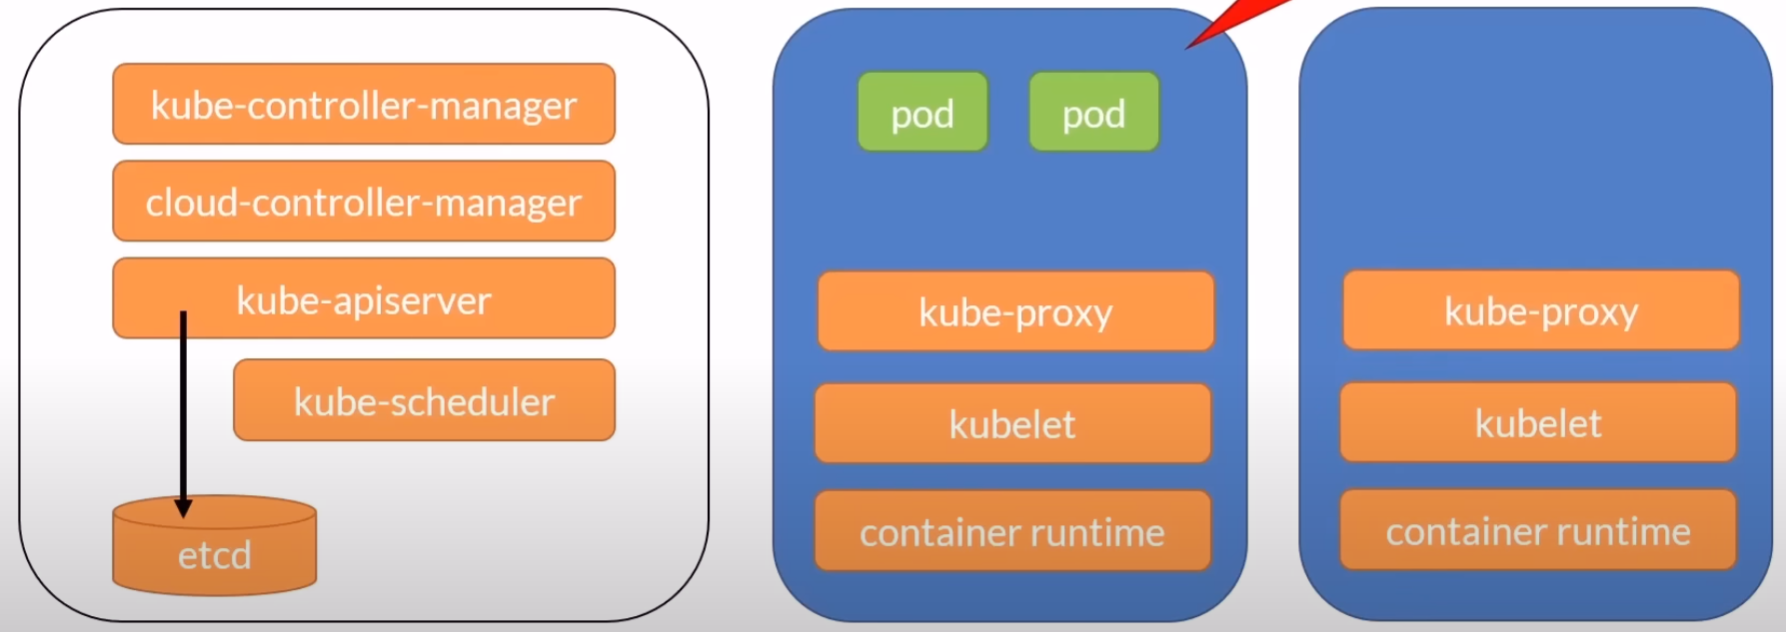 kube-controller-manager
cloud-controller-manager
kube-apiserver
kube-scheduler
etcd
pod
pod
kube-proxy
kubelet
container runtime
kube-proxy
kubelet
container runtime